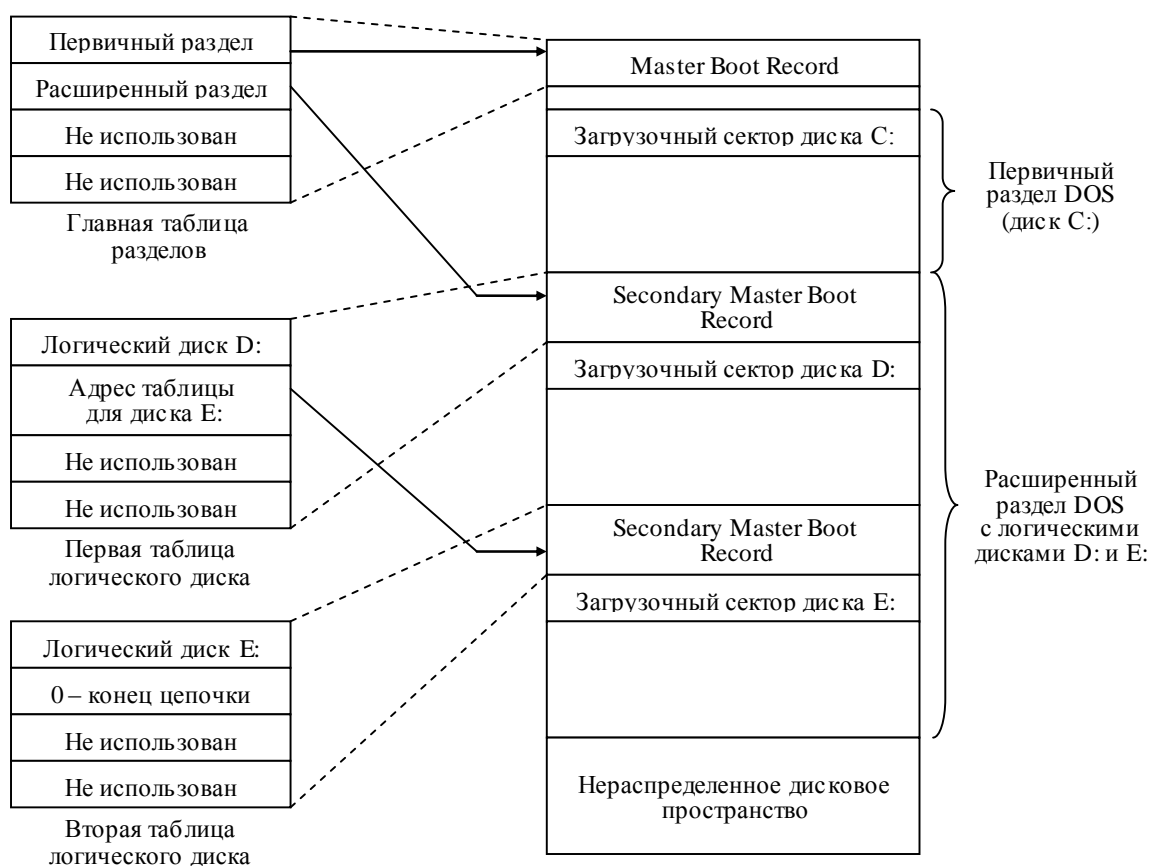 Первичный раздел
Расширенный раздел
Не использован
Не использован
Главная таблица
разделов
Логический диск D:
Адрес таблицы
для диска E:
Не использован
Не использован
Первая таблица
логического диска
Логический диск E:
0 – конец цепочки
Не использован
Не использован
Вторая таблица
логического диска
Master Boot Record
Загрузочный сектор диска C:
Secondary Master Boot
Record
Загрузочный сектор диска D:
Secondary Master Boot
Record
Загрузочный сектор диска E:
Нераспределенное дисковое
пространство
Первичный
раздел DOS
(диск C:)
Расширенный
раздел DOS
с логическими
дисками D: и E: